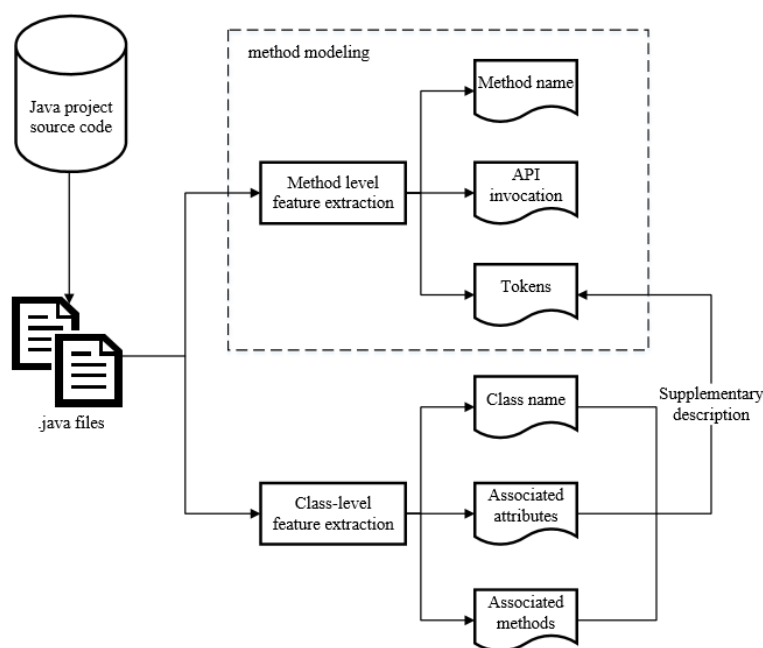 Java project
source code
.java files
method modeling
Method level
feature extraction
Method name
API
invocation
Tokens
Class-level
feature extraction
Class name
Associated
attributes
Associated
methods
Supplementary
description